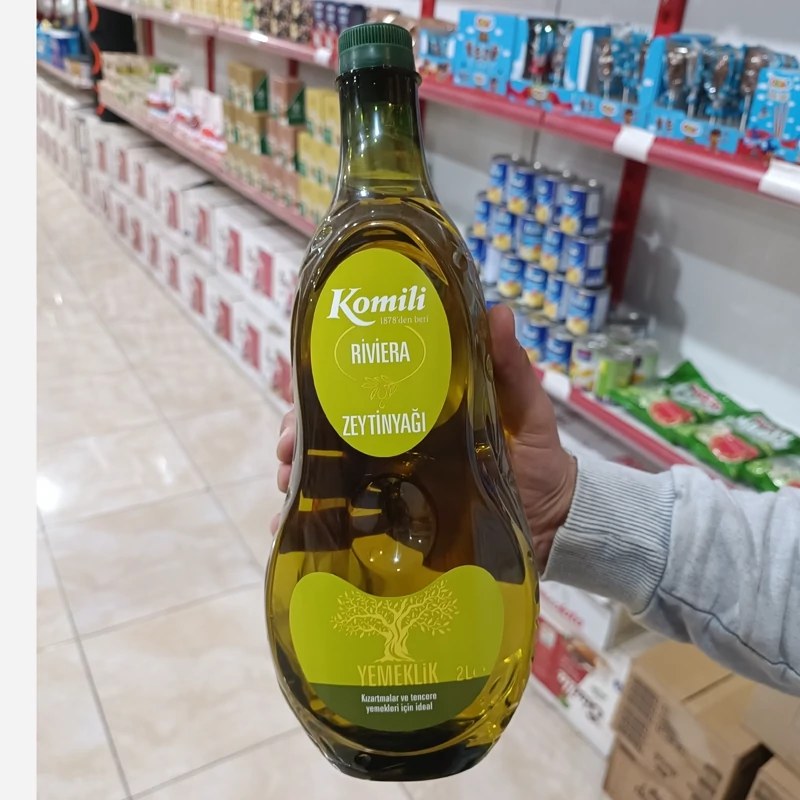 Komili
1878'den beri
RİVİERA
ZEYTİNYAĞI
YEMEKLİK 2L
Kızartmalar ve tencere
yemekleri için ideal